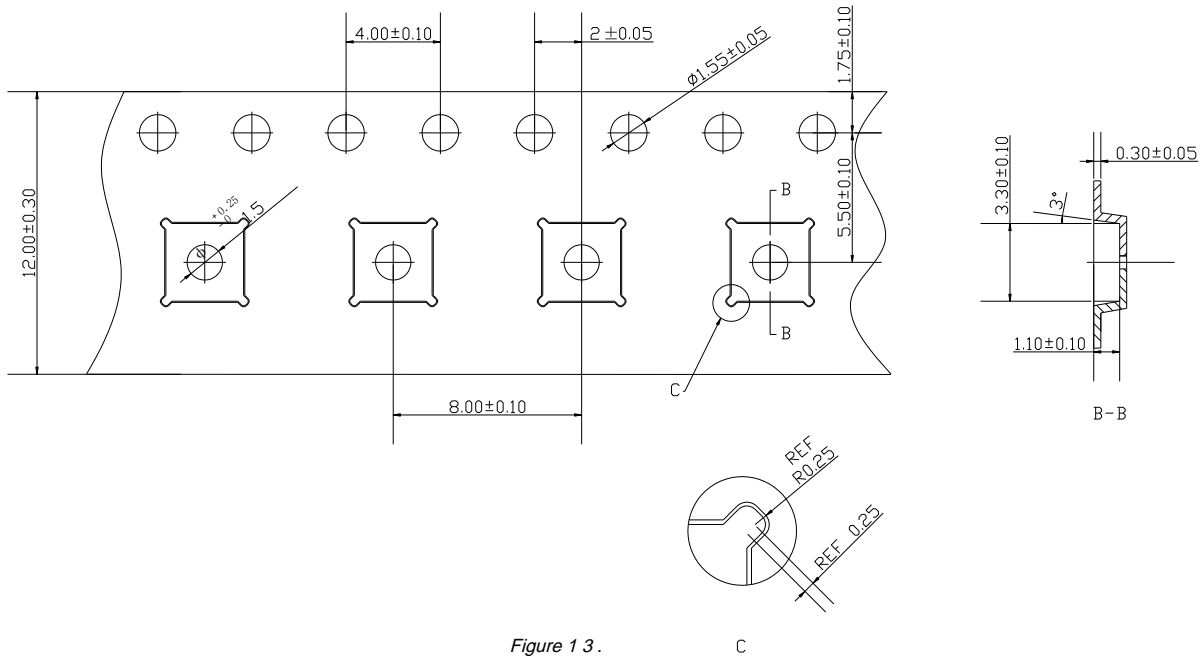 4.00±0.10
2±0.05
Ø1.55±0.05
1.75±0.10
12.00±0.30
5.50±0.10
Ø 1.5 +0.25 -0
B
B
C
8.00±0.10
0.30±0.05
3.30±0.10
3°
1.10±0.10
B-B
REF
R0.25
REF 0.25
Figure 1 3 .
C